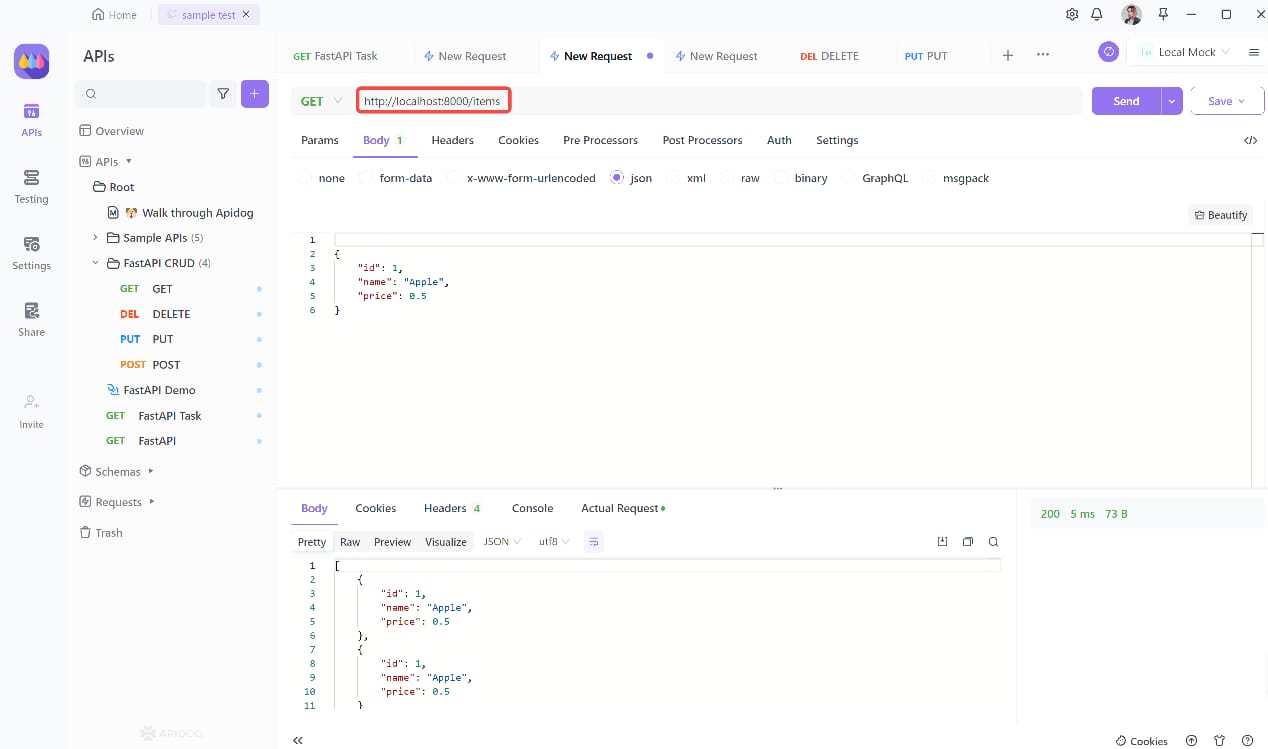 Home
sample test
APIs
GET FastAPI Task
New Request
New Request
New Request
DEL DELETE
PUT PUT
Local Mock
GET
http://localhost:8000/items
Send
Save
APIs
Testing
Settings
Share
Invite
Overview
APIs
Root
Walk through Apidog
Sample APIs (5)
FastAPI CRUD (4)
GET GET
DEL DELETE
PUT PUT
POST POST
FastAPI Demo
GET FastAPI Task
GET FastAPI
Schemas
Requests
Trash
APIDOG
Params Body 1 Headers Cookies Pre Processors Post Processors Auth Settings
none form-data x-www-form-urlencoded json xml raw binary GraphQL msgpack
Beautify
1
2 {
3 "id": 1,
4 "name": "Apple",
5 "price": 0.5
6 }
Body Cookies Headers 4 Console Actual Request
200 5 ms 73 B
Pretty Raw Preview Visualize JSON utf8
1 [
2 {
3 "id": 1,
4 "name": "Apple",
5 "price": 0.5
6 },
7 {
8 "id": 1,
9 "name": "Apple",
10 "price": 0.5
11 }
Cookies